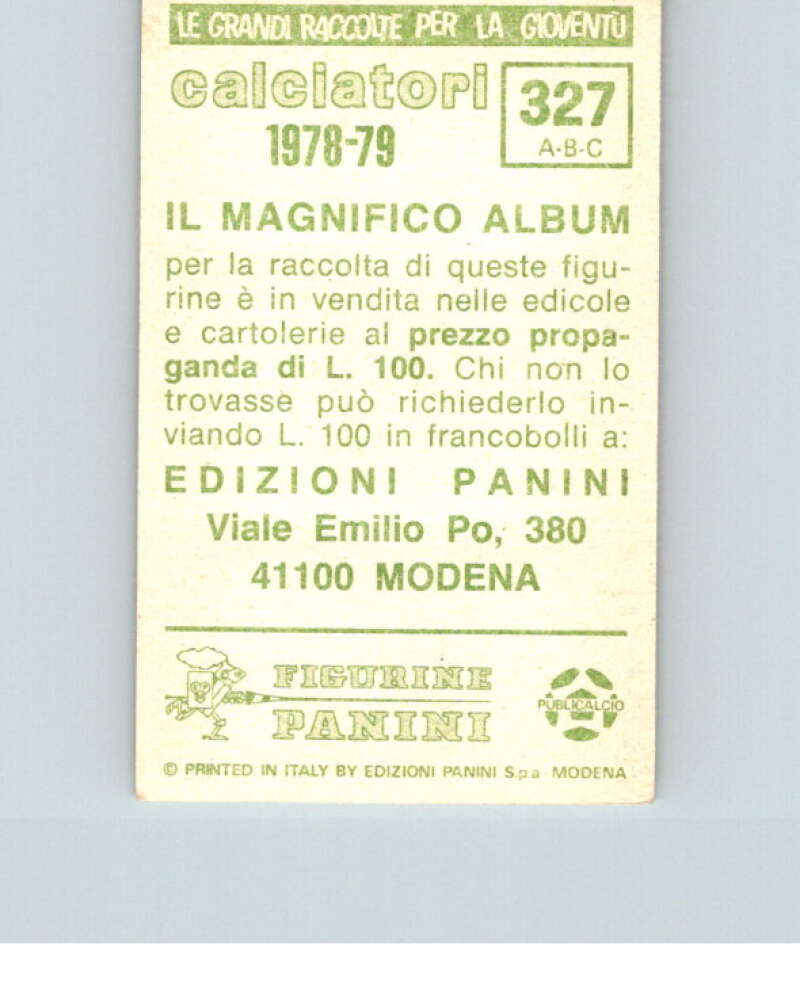 LE GRANDI RACCOLTE PER LA GIOVENTÙ
calciatori
1978-79
327
A-B-C
IL MAGNIFICO ALBUM
per la raccolta di queste figu-
rine è in vendita nelle edicole
e cartolerie al prezzo propa-
ganda di L. 100. Chi non lo
trovasse può richiederlo in-
viando L. 100 in francobolli a:
EDIZIONI PANINI
Viale Emilio Po, 380
41100 MODENA
FIGURINE
PANINI
PUBLICALCIO
© PRINTED IN ITALY BY EDIZIONI PANINI S.p.a. MODENA